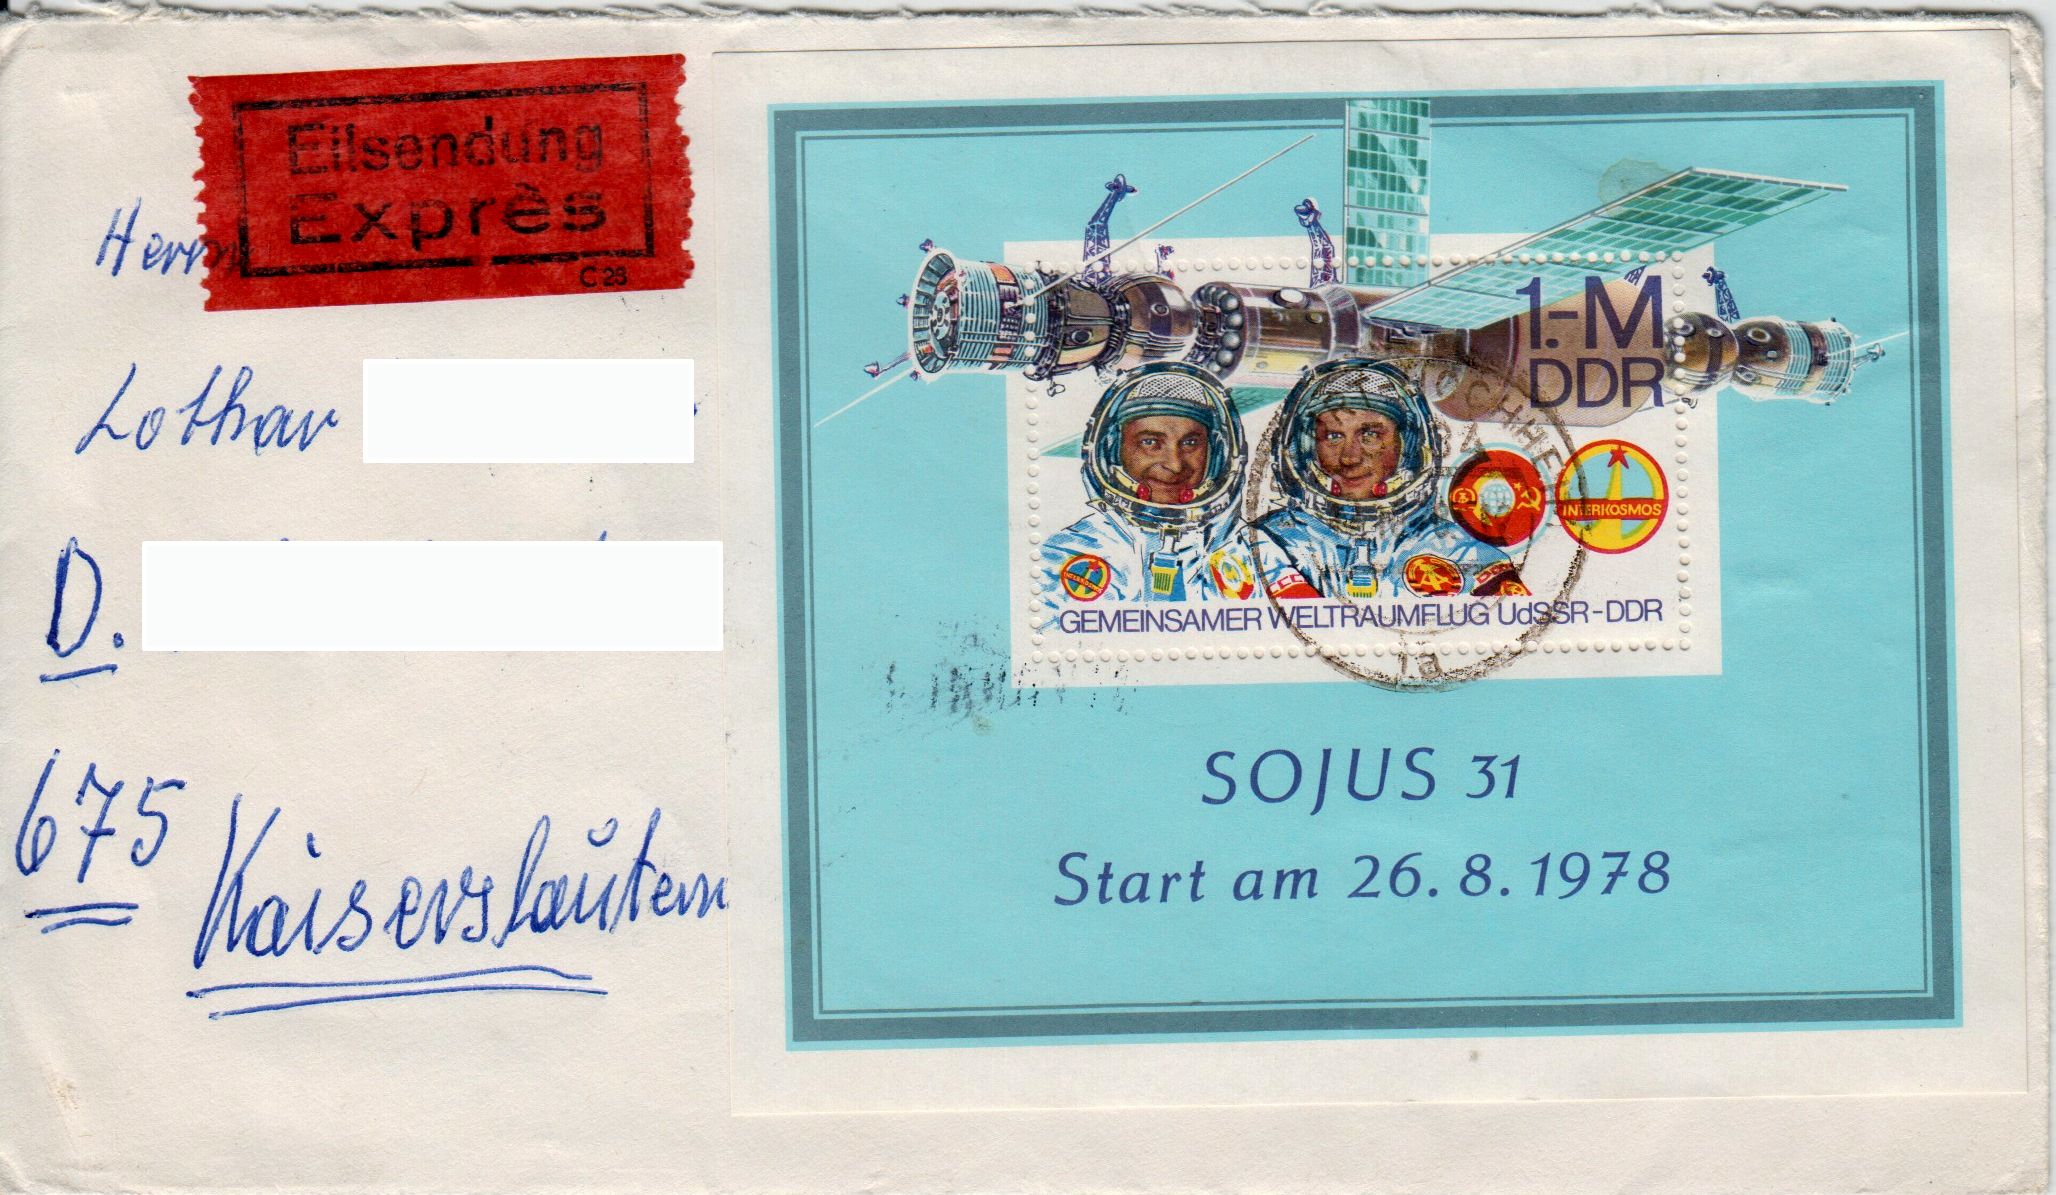 Eilsendung
Exprès
C 28
Herrn
Lothar
D.
675
Kaiserslautern
1.-M
DDR
INTERKOSMOS
INTERKOSMOS
GEMEINSAMER WELTRAUMFLUG UdSSR-DDR
SOJUS 31
Start am 26.8.1978